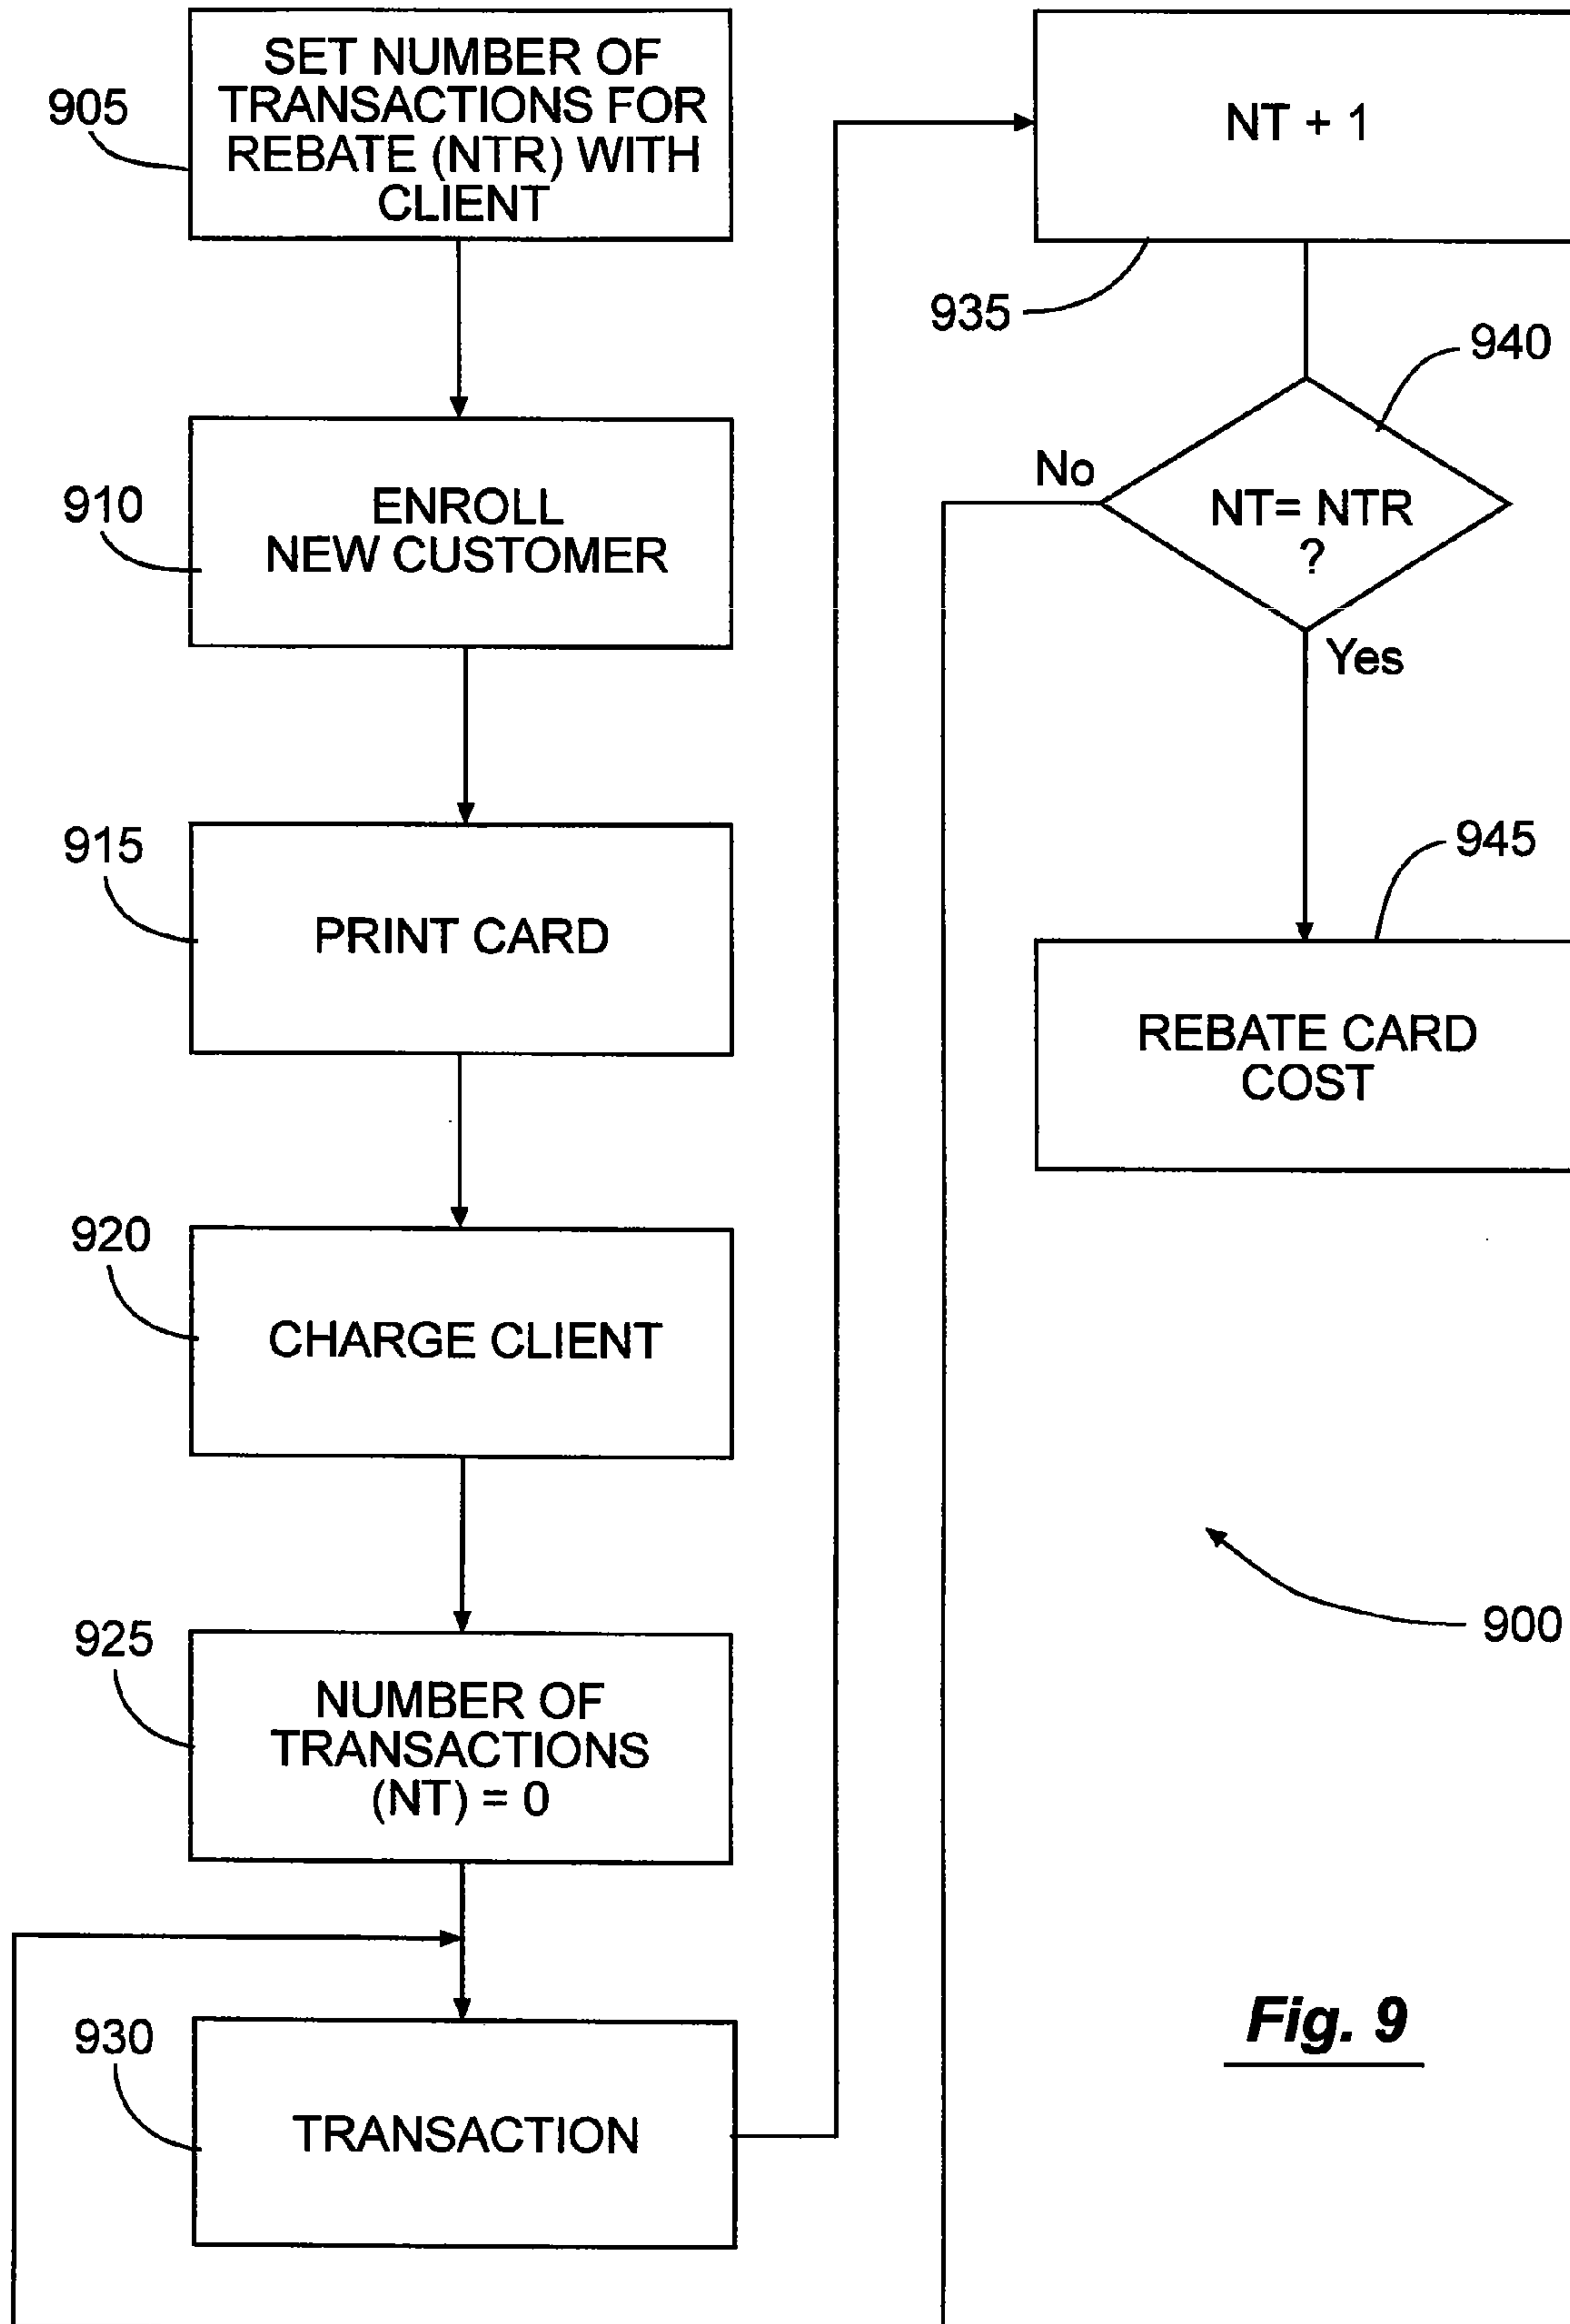 905
SET NUMBER OF
TRANSACTIONS FOR
REBATE (NTR) WITH
CLIENT
910
ENROLL
NEW CUSTOMER
915
PRINT CARD
920
CHARGE CLIENT
925
NUMBER OF
TRANSACTIONS
(NT) = 0
930
TRANSACTION
NT + 1
935
940
No
NT= NTR
?
Yes
945
REBATE CARD
COST
900
Fig. 9